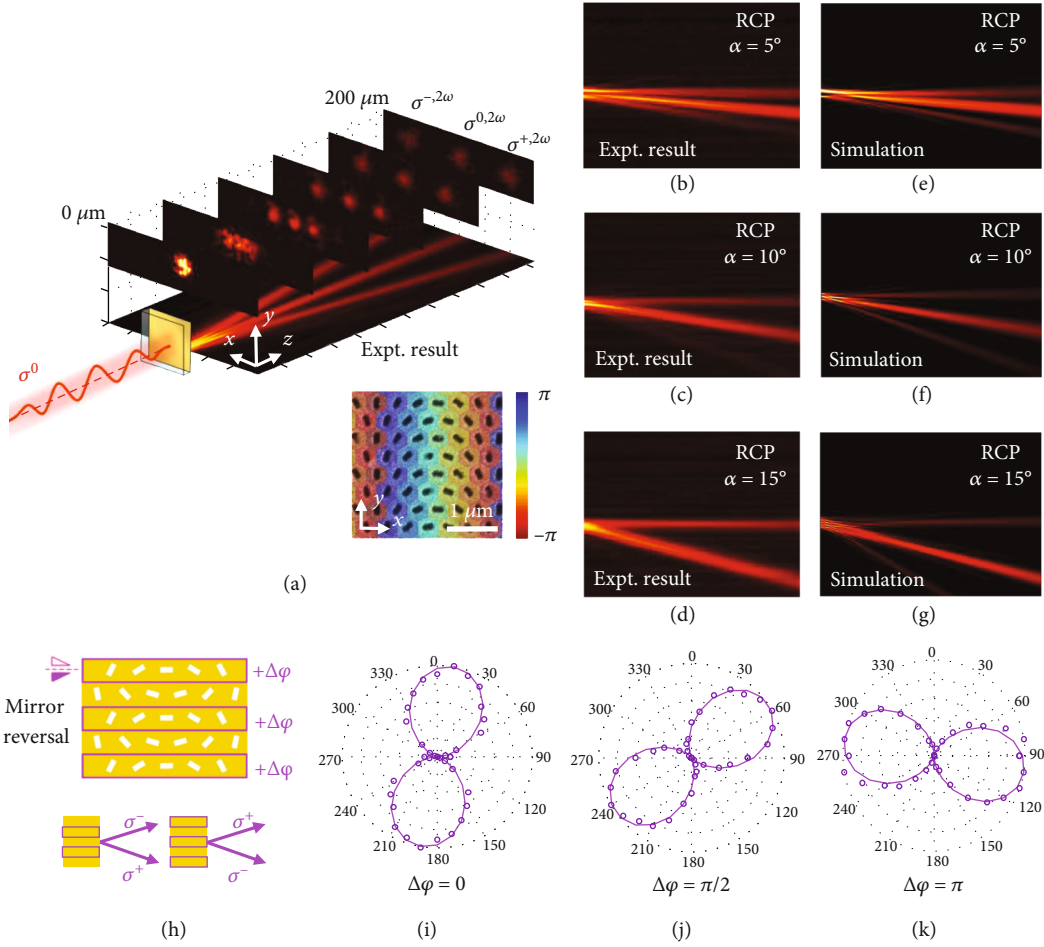 200 μm
σ⁻,²ω
σ⁰,²ω
σ⁺,²ω
0 μm
σ⁰
x
y
z
Expt. result
y
x
1 μm
π
–π
(a)
RCP
α = 5°
Expt. result
(b)
RCP
α = 5°
Simulation
(e)
RCP
α = 10°
Expt. result
(c)
RCP
α = 10°
Simulation
(f)
RCP
α = 15°
Expt. result
(d)
RCP
α = 15°
Simulation
(g)
+Δφ
Mirror
reversal
+Δφ
+Δφ
σ⁻
σ⁺
σ⁺
σ⁻
(h)
0
330
30
300
60
270
90
240
120
210
150
180
Δφ = 0
(i)
0
330
30
300
60
270
90
240
120
210
150
180
Δφ = π/2
(j)
0
330
30
300
60
270
90
240
120
210
150
180
Δφ = π
(k)